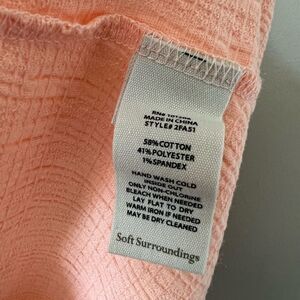 MADE IN CHINA
STYLE# 2FA51
58% COTTON
41% POLYESTER
1% SPANDEX
HAND WASH COLD
INSIDE OUT
ONLY NON-CHLORINE
BLEACH WHEN NEEDED
LAY FLAT TO DRY
WARM IRON IF NEEDED
MAY BE DRY CLEANED
Soft Surroundings